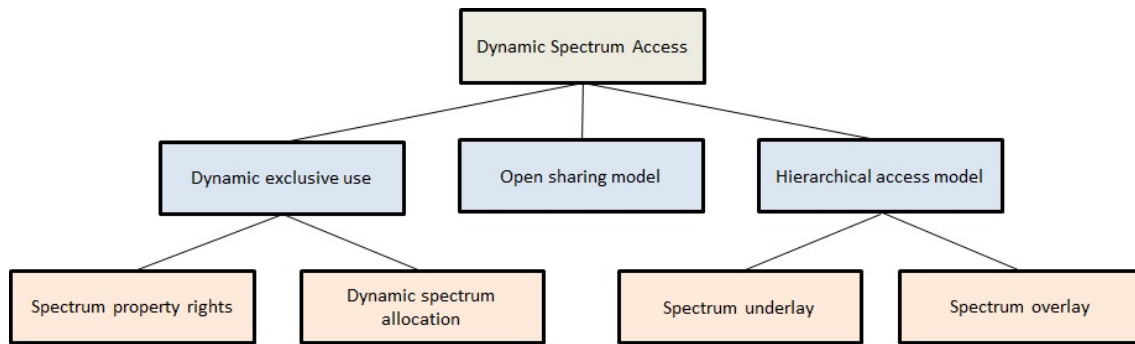 Dynamic Spectrum Access
Dynamic exclusive use
Open sharing model
Hierarchical access model
Spectrum property rights
Dynamic spectrum
allocation
Spectrum underlay
Spectrum overlay